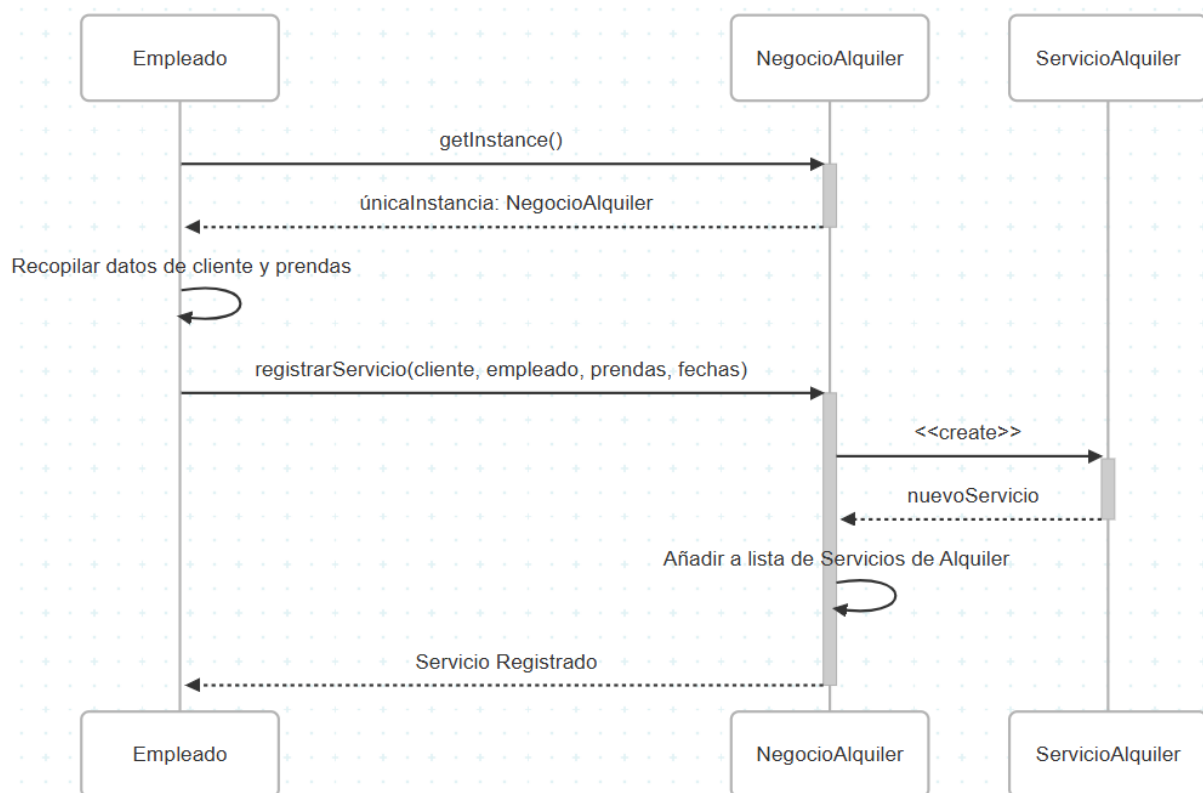 Empleado
NegocioAlquiler
ServicioAlquiler
getInstance()
únicaInstancia: NegocioAlquiler
Recopilar datos de cliente y prendas
registrarServicio(cliente, empleado, prendas, fechas)
<<create>>
nuevoServicio
Añadir a lista de Servicios de Alquiler
Servicio Registrado
Empleado
NegocioAlquiler
ServicioAlquiler